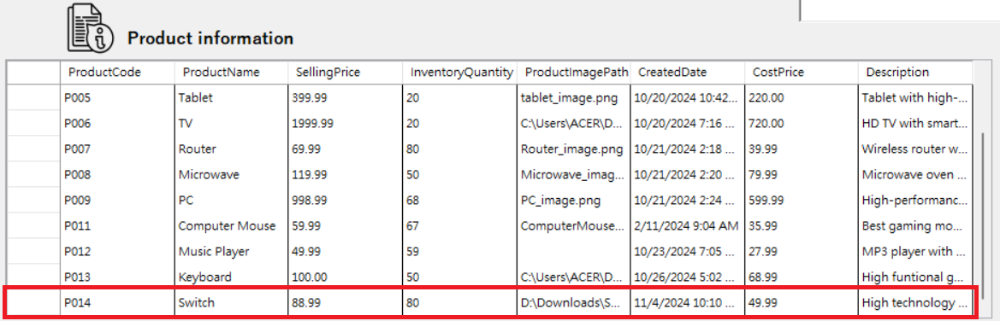 Product information
ProductCode ProductName SellingPrice InventoryQuantity ProductImagePath CreatedDate CostPrice Description
P005 Tablet 399.99 20 tablet_image.png 10/20/2024 10:42... 220.00 Tablet with high-...
P006 TV 1999.99 20 C:\Users\ACER\D... 10/20/2024 7:16 ... 720.00 HD TV with smart...
P007 Router 69.99 80 Router_image.png 10/21/2024 2:18 ... 39.99 Wireless router w...
P008 Microwave 119.99 50 Microwave_imag... 10/21/2024 2:20 ... 79.99 Microwave oven ...
P009 PC 998.99 68 PC_image.png 10/21/2024 2:24 ... 599.99 High-performanc...
P011 Computer Mouse 59.99 67 ComputerMouse... 2/11/2024 9:04 AM 35.99 Best gaming mo...
P012 Music Player 49.99 59 10/23/2024 7:05 ... 27.99 MP3 player with ...
P013 Keyboard 100.00 50 C:\Users\ACER\D... 10/26/2024 5:02 ... 68.99 High funtional g...
P014 Switch 88.99 80 D:\Downloads\S... 11/4/2024 10:10 ... 49.99 High technology ...